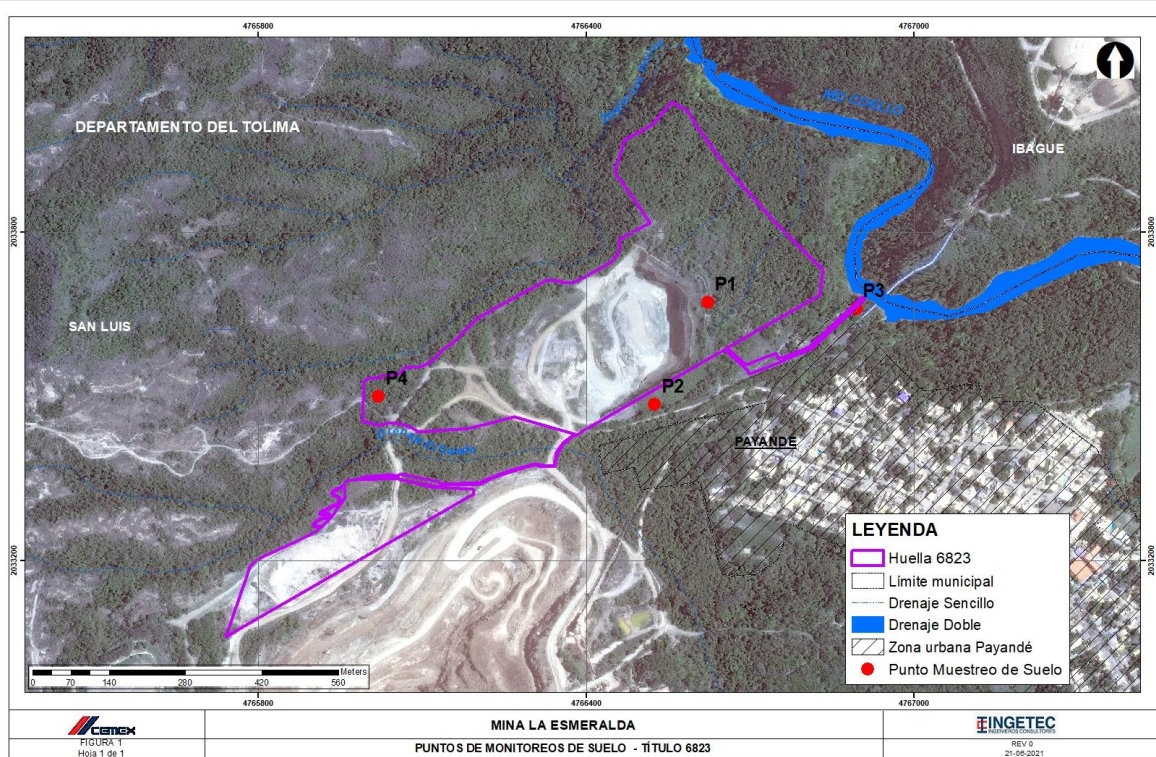 4765800
4766400
4767000
DEPARTAMENTO DEL TOLIMA
RIO COELLO
IBAGUE
2033800
2033800
P1
P3
SAN LUIS
P4
P2
PAYANDÉ
LEYENDA
Huella 6823
Límite municipal
Drenaje Sencillo
Drenaje Doble
Zona urbana Payandé
Punto Muestreo de Suelo
2033200
2033200
Meters
0 70 140 280 420 560
4765800
4766400
4767000
CEMEX
FIGURA 1
Hoja 1 de 1
MINA LA ESMERALDA
PUNTOS DE MONITOREOS DE SUELO - TÍTULO 6823
INGETEC
INGENIEROS CONSULTORES
REV 0
21-06-2021